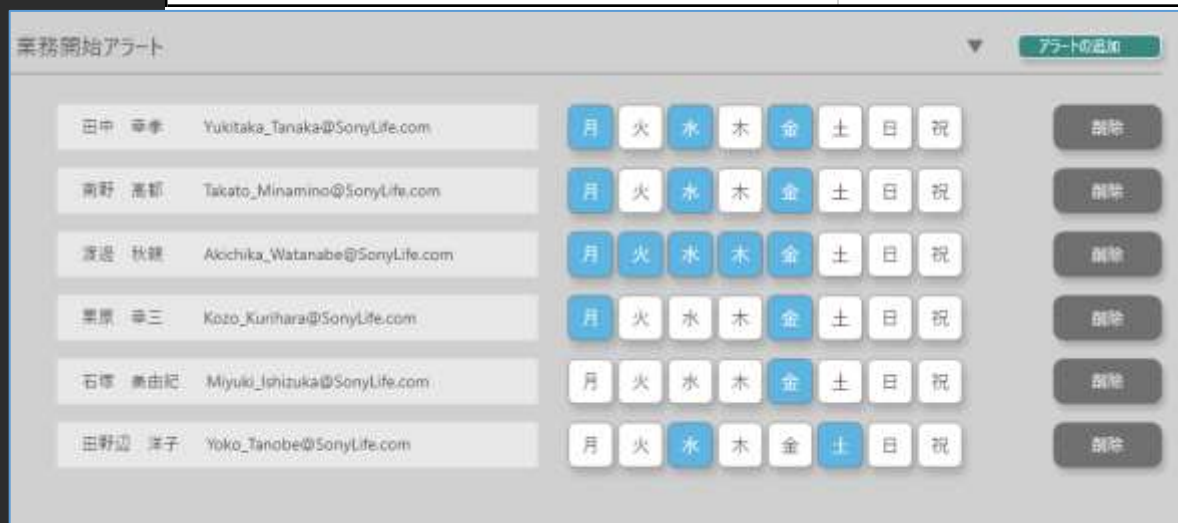 業務開始アラート ▼ アラートの追加
田中 幸孝 Yukitaka_Tanaka@SonyLife.com 月 火 水 木 金 土 日 祝 削除
南野 高都 Takato_Minamino@SonyLife.com 月 火 水 木 金 土 日 祝 削除
渡邉 秋親 Akichika_Watanabe@SonyLife.com 月 火 水 木 金 土 日 祝 削除
栗原 幸三 Kozo_Kurihara@SonyLife.com 月 火 水 木 金 土 日 祝 削除
石塚 美由紀 Miyuki_Ishizuka@SonyLife.com 月 火 水 木 金 土 日 祝 削除
田野辺 洋子 Yoko_Tanobe@SonyLife.com 月 火 水 木 金 土 日 祝 削除